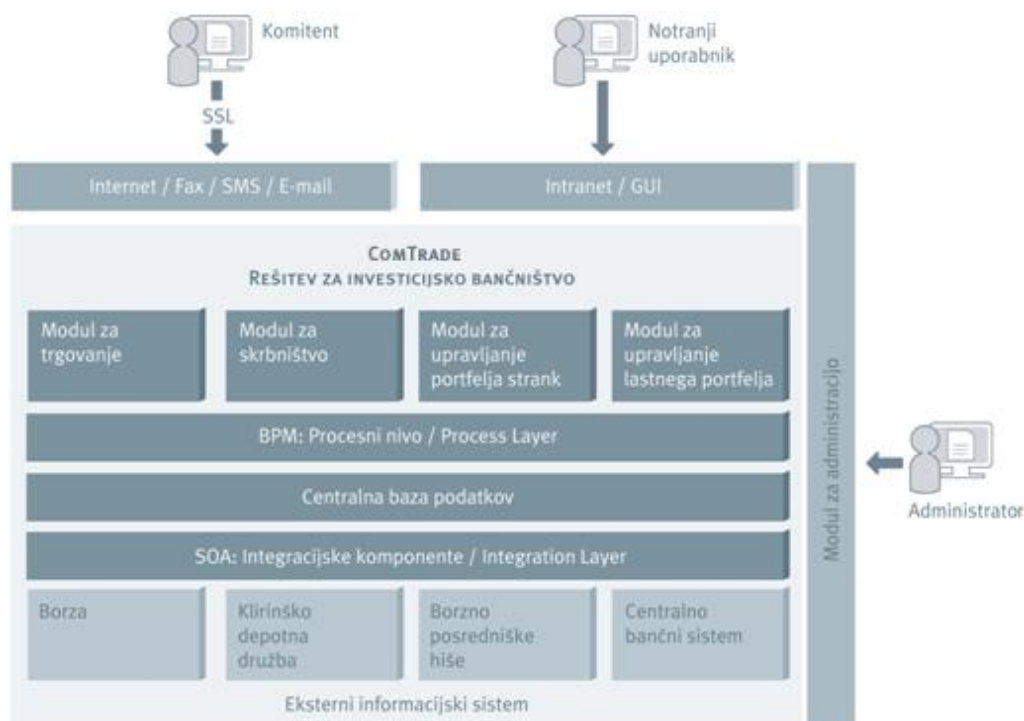 Komitent
Notranji
uporabnik
SSL
Internet / Fax / SMS / E-mail
Intranet / GUI
COMTRADE
REŠITEV ZA INVESTICIJSKO BANČNIŠTVO
Modul za
trgovanje
Modul za
skrbništvo
Modul za
upravljanje
portfelja strank
Modul za
upravljanje
lastnega portfelja
BPM: Procesni nivo / Process Layer
Centralna baza podatkov
SOA: Integracijske komponente / Integration Layer
Borza
Klirinško
depotna
družba
Borzno
posredniške
hiše
Centralno
bančni sistem
Eksterni informacijski sistem
Modul za administracijo
Administrator